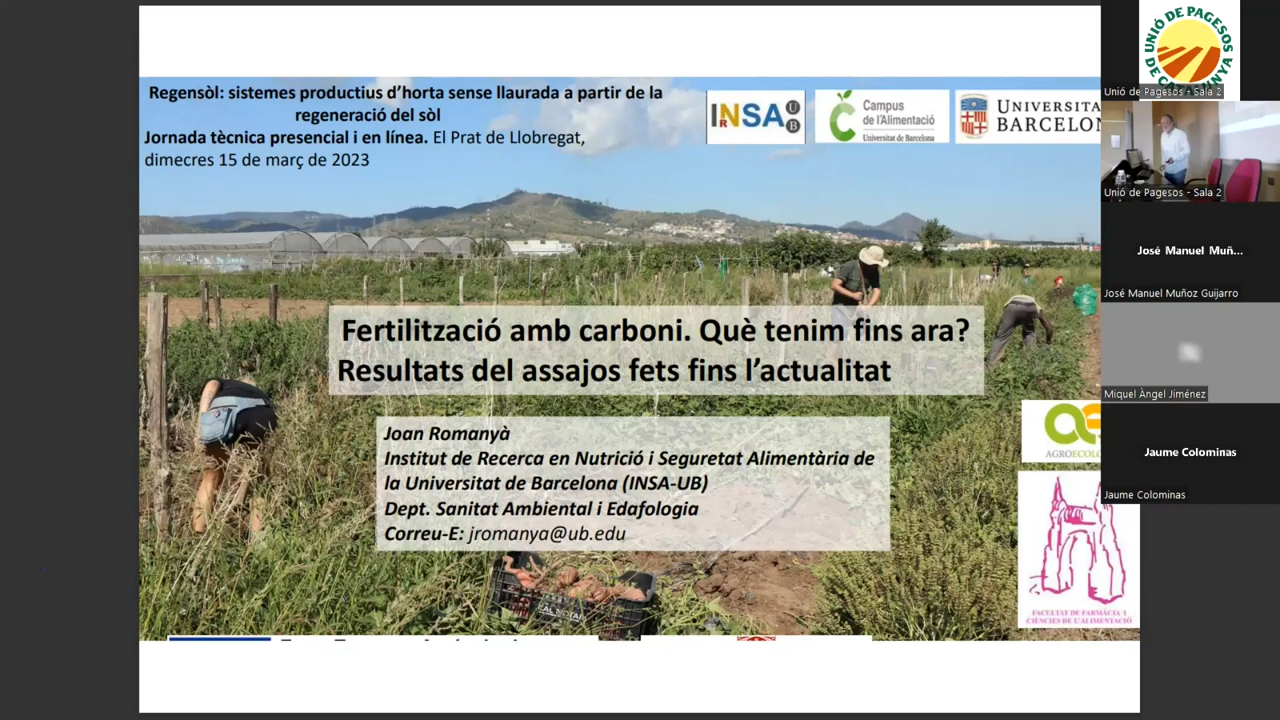 Regensòl: sistemes productius d'horta sense llaurada a partir de la
regeneració del sòl
Jornada tècnica presencial i en línea. El Prat de Llobregat,
dimecres 15 de març de 2023
INSA
UB
Campus
de l'Alimentació
Universitat de Barcelona
UNIVERSITA
BARCELON
Fertilització amb carboni. Què tenim fins ara?
Resultats del assajos fets fins l'actualitat
Joan Romanyà
Institut de Recerca en Nutrició i Seguretat Alimentària de
la Universitat de Barcelona (INSA-UB)
Dept. Sanitat Ambiental i Edafologia
Correu-E: jromanya@ub.edu
AGROECOLO
FACULTAT DE FARMÀCIA I
CIÈNCIES DE L'ALIMENTACIÓ
UNIÓ DE PAGESOS
DE CATALUNYA
Unió de Pagesos - Sala 2
Unió de Pagesos - Sala 2
José Manuel Muñ...
José Manuel Muñoz Guijarro
Miquel Àngel Jiménez
Jaume Colominas
Jaume Colominas